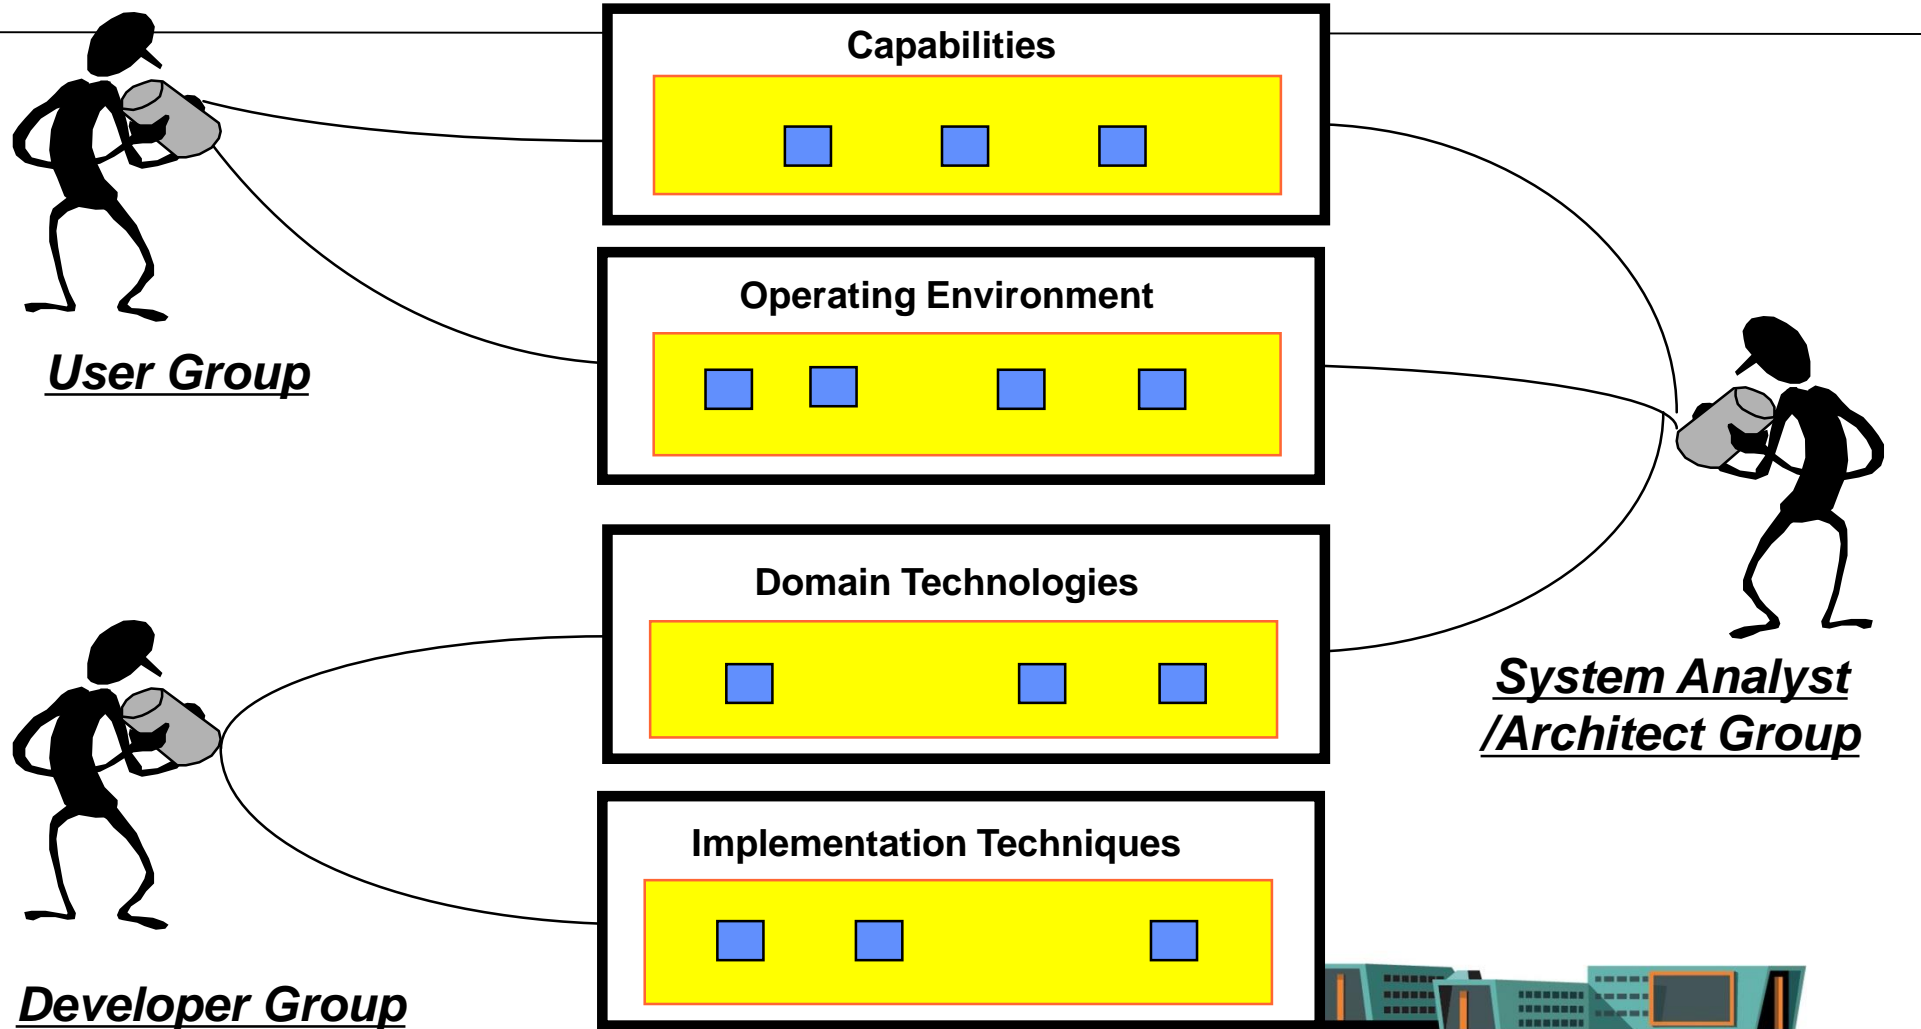 Capabilities
Operating Environment
User Group
Domain Technologies
System Analyst
/Architect Group
Implementation Techniques
Developer Group